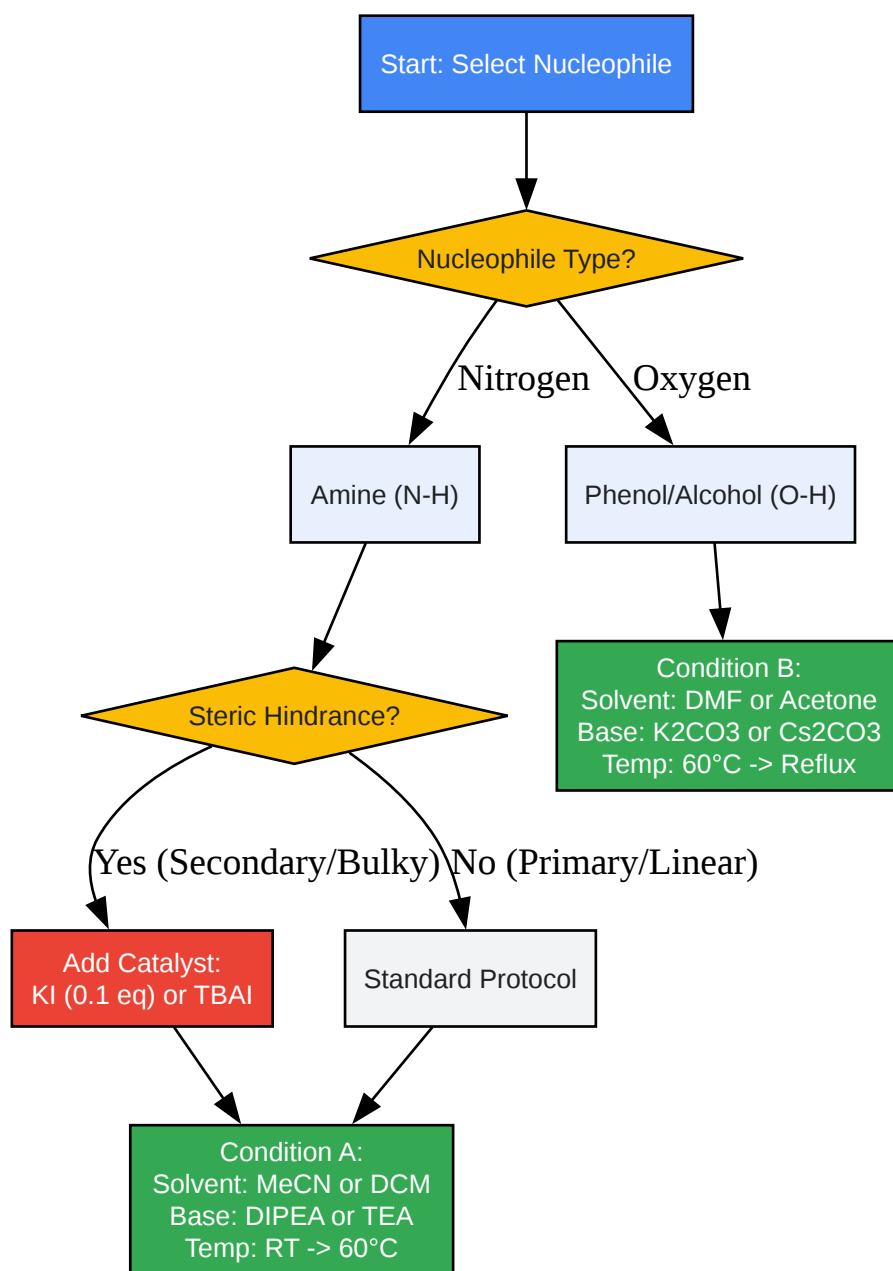 Start: Select Nucleophile
Nucleophile Type?
Nitrogen
Oxygen
Amine (N-H)
Phenol/Alcohol (O-H)
Condition B:
Solvent: DMF or Acetone
Base: K2CO3 or Cs2CO3
Temp: 60°C -> Reflux
Steric Hindrance?
Yes (Secondary/Bulky)
No (Primary/Linear)
Add Catalyst:
KI (0.1 eq) or TBAI
Standard Protocol
Condition A:
Solvent: MeCN or DCM
Base: DIPEA or TEA
Temp: RT -> 60°C